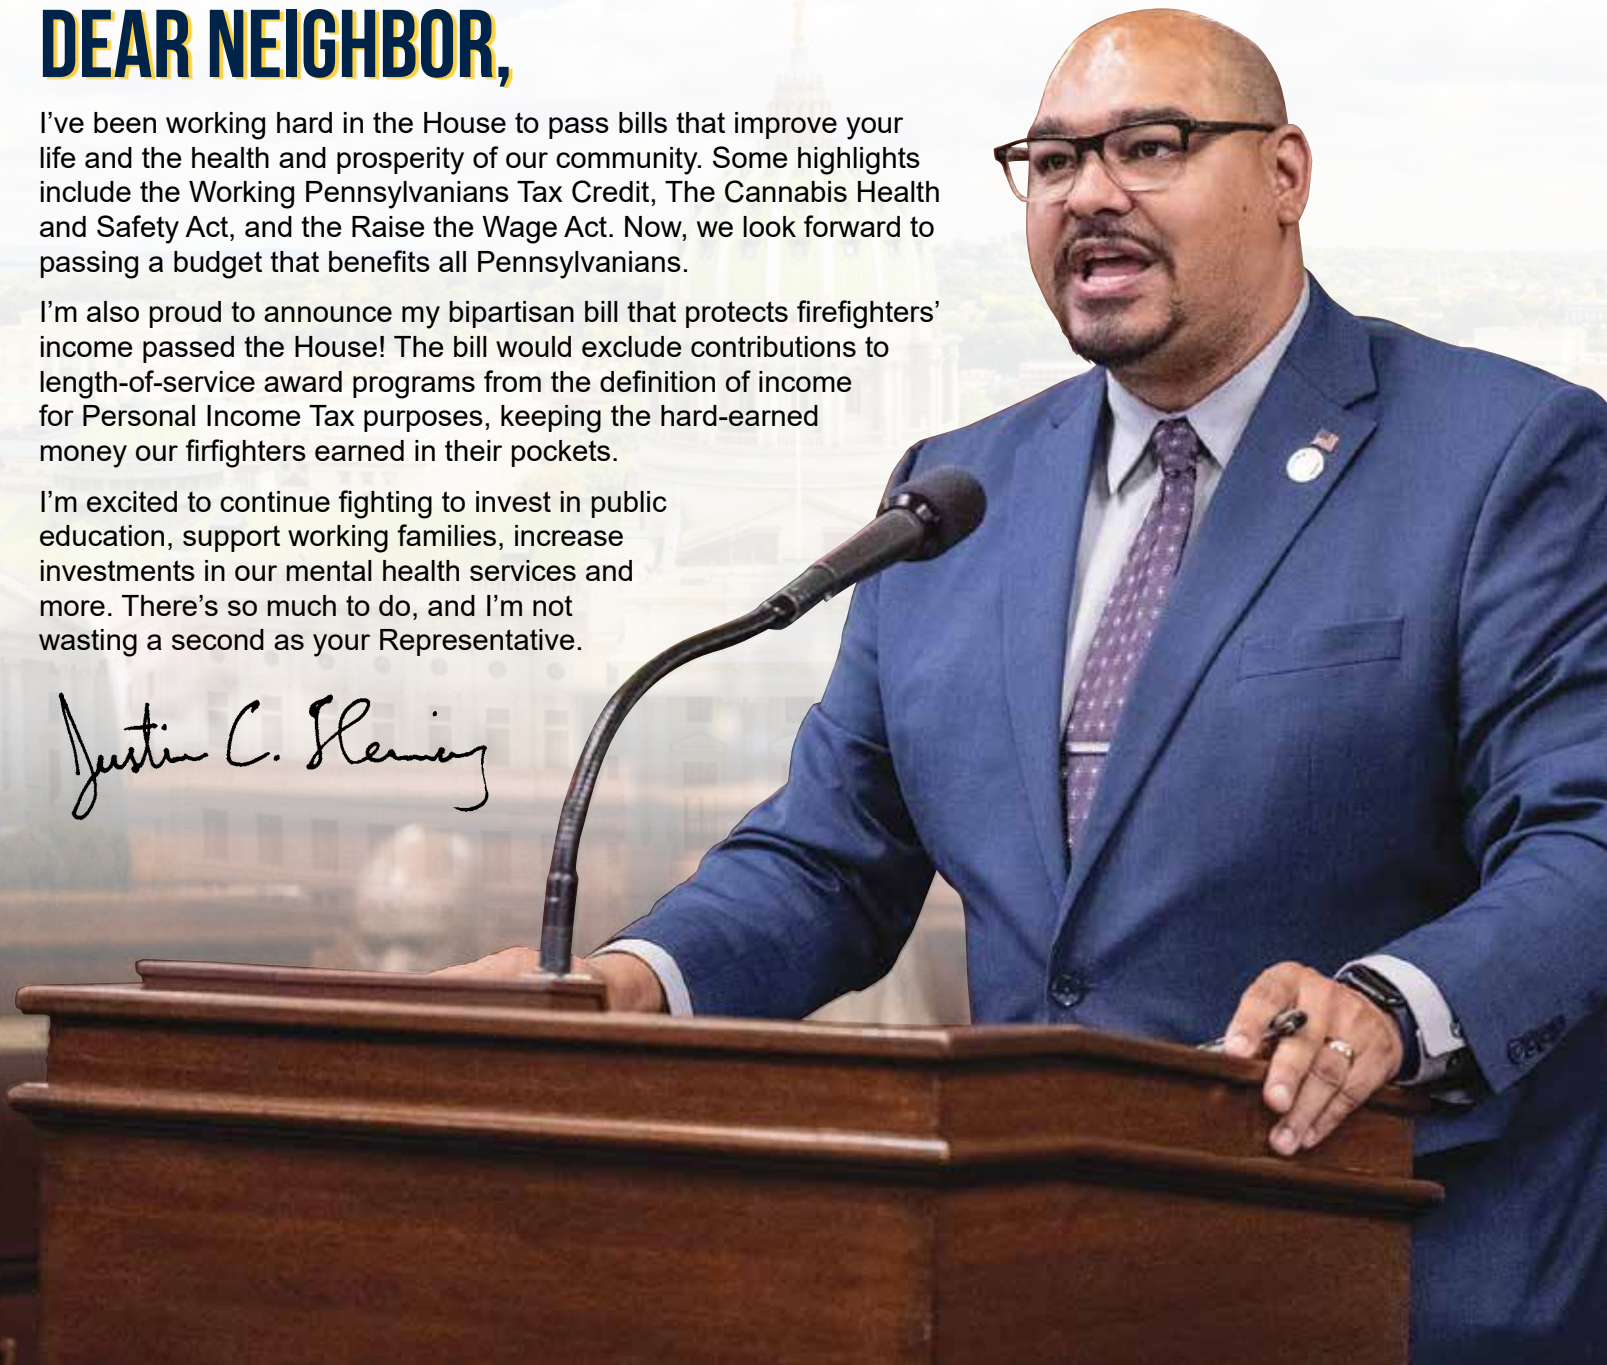 DEAR NEIGHBOR,
I’ve been working hard in the House to pass bills that improve your
life and the health and prosperity of our community. Some highlights
include the Working Pennsylvanians Tax Credit, The Cannabis Health
and Safety Act, and the Raise the Wage Act. Now, we look forward to
passing a budget that benefits all Pennsylvanians.
I’m also proud to announce my bipartisan bill that protects firefighters’
income passed the House! The bill would exclude contributions to
length-of-service award programs from the definition of income
for Personal Income Tax purposes, keeping the hard-earned
money our firfighters earned in their pockets.
I’m excited to continue fighting to invest in public
education, support working families, increase
investments in our mental health services and
more. There’s so much to do, and I’m not
wasting a second as your Representative.
Justin C. Fleming